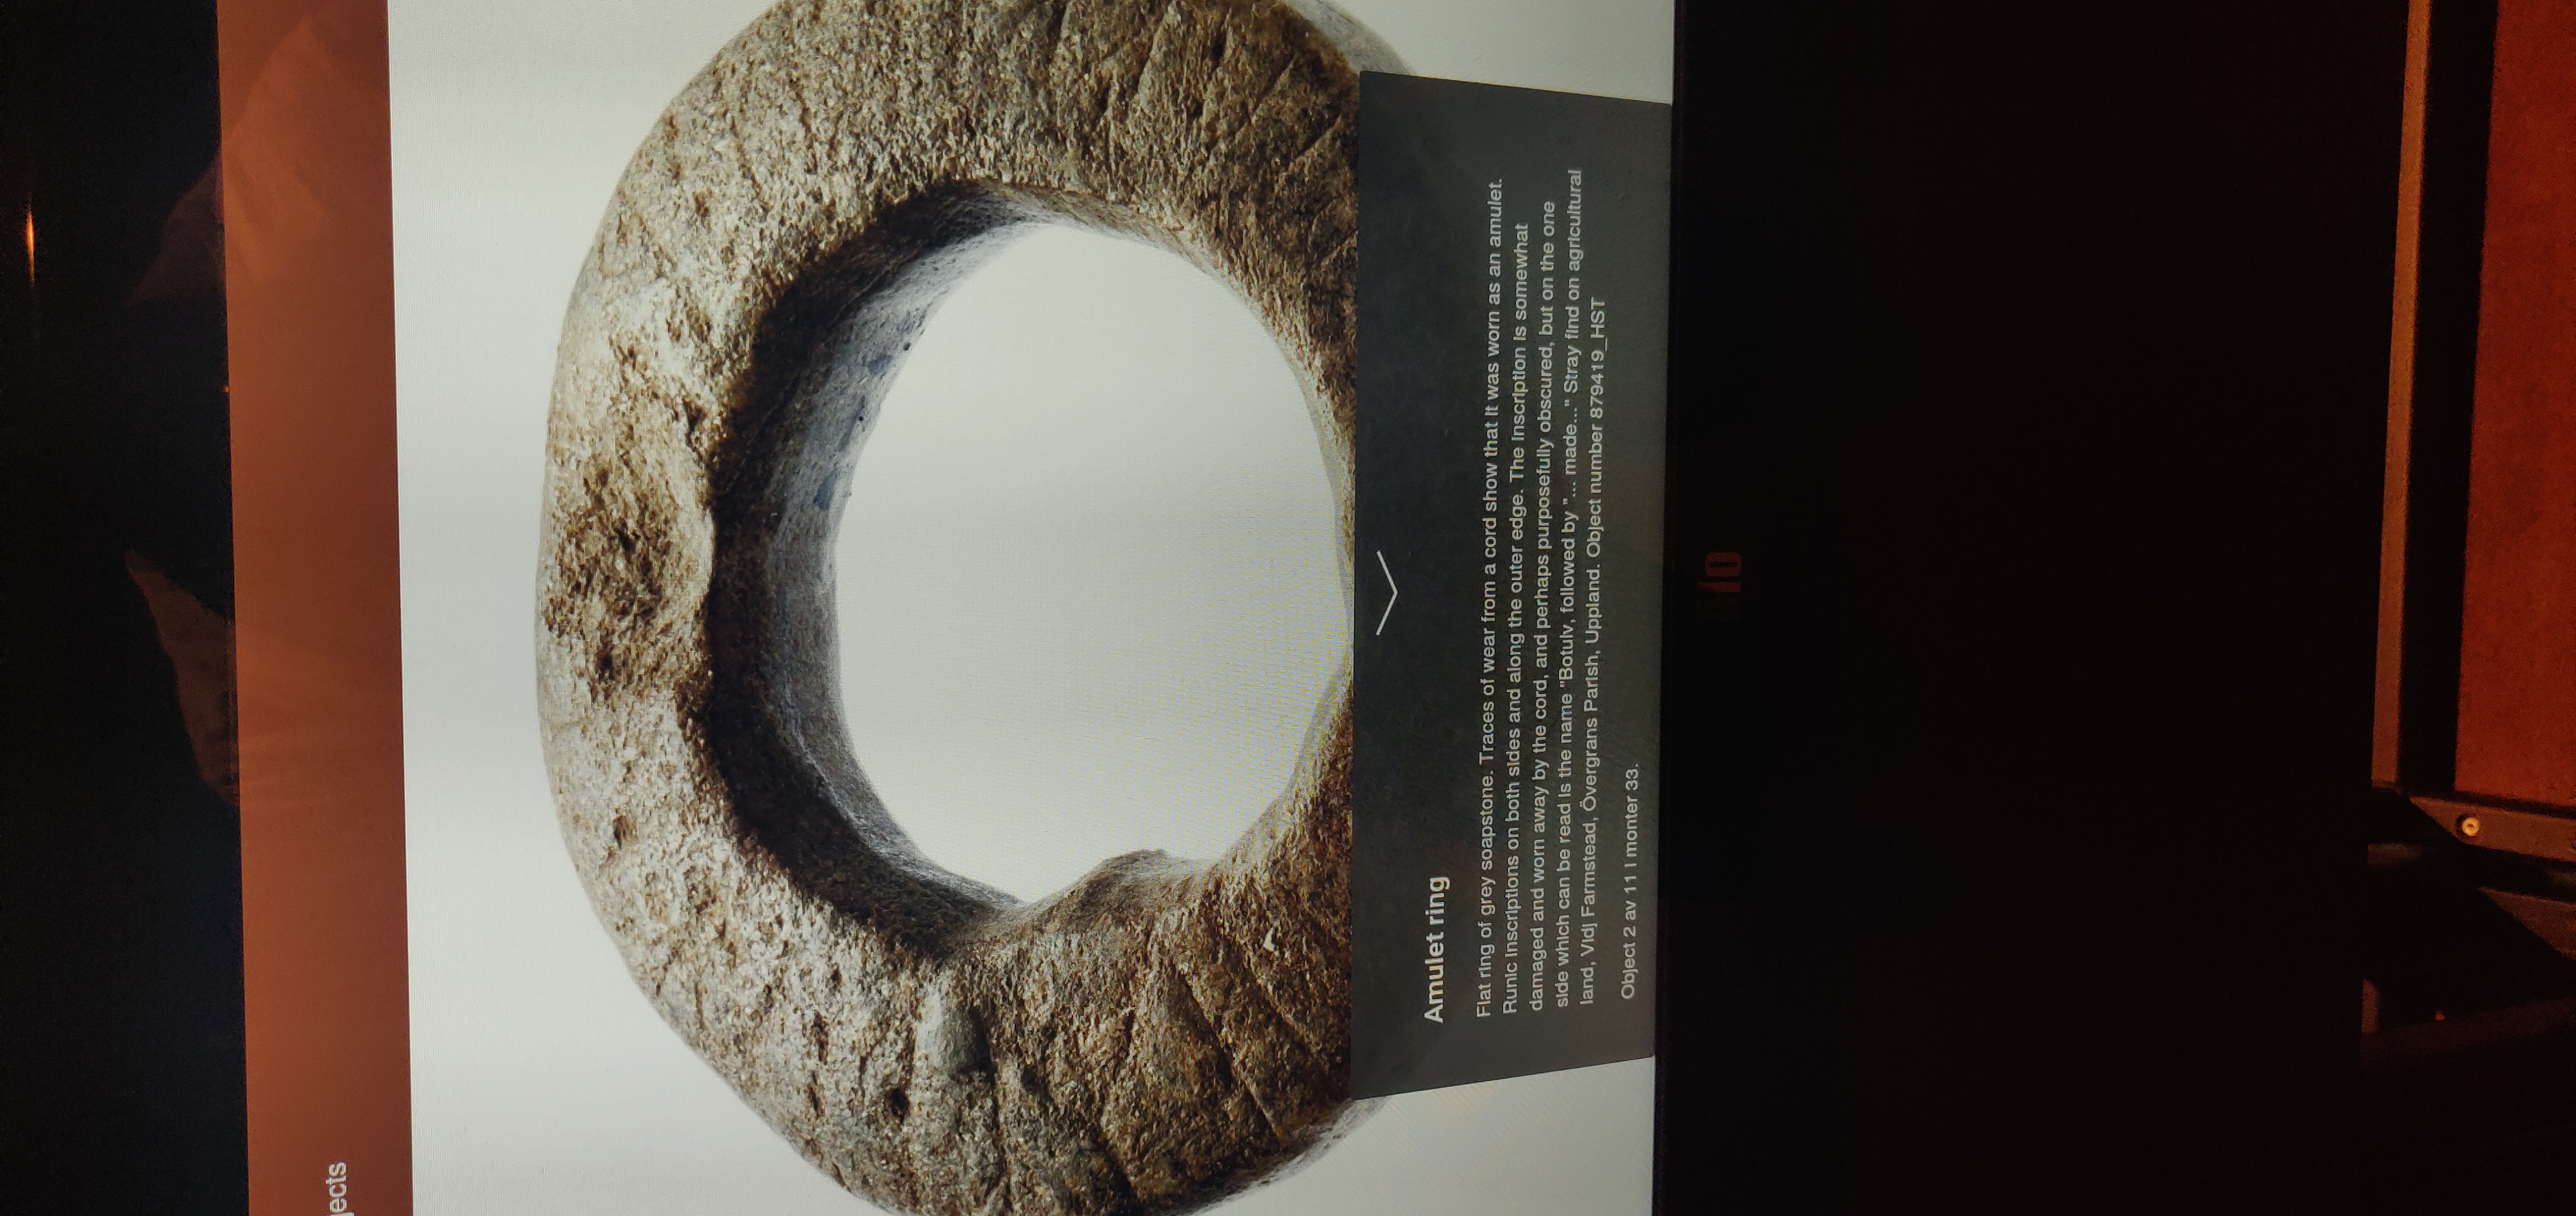 jects
Amulet ring
Flat ring of grey soapstone. Traces of wear from a cord show that it was worn as an amulet.
Runic inscriptions on both sides and along the outer edge. The inscription is somewhat
damaged and worn away by the cord, and perhaps purposefully obscured, but on the one
side which can be read is the name "Botulv, followed by "... made..." Stray find on agricultural
land, Vidj Farmstead, Övergrans Parish, Uppland. Object number 879419_HST
Object 2 av 11 i monter 33.
lo